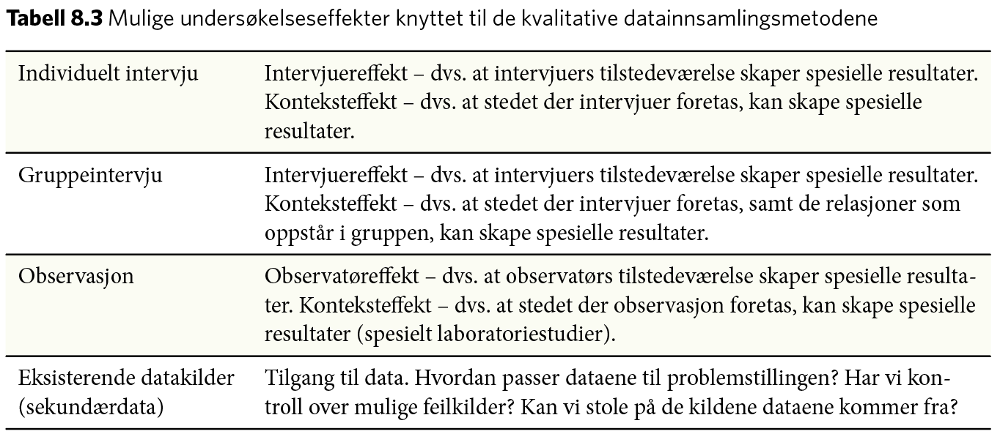 Tabell 8.3 Mulige undersøkelseseffekter knyttet til de kvalitative datainnsamlingsmetodene
Individuelt intervju
Intervjuereffekt – dvs. at intervjuers tilstedeværelse skaper spesielle resultater.
Konteksteffekt – dvs. at stedet der intervjuer foretas, kan skape spesielle
resultater.
Gruppeintervju
Intervjuereffekt – dvs. at intervjuers tilstedeværelse skaper spesielle resultater.
Konteksteffekt – dvs. at stedet der intervjuer foretas, samt de relasjoner som
oppstår i gruppen, kan skape spesielle resultater.
Observasjon
Observatøreffekt – dvs. at observatørs tilstedeværelse skaper spesielle resulta-
ter. Konteksteffekt – dvs. at stedet der observasjon foretas, kan skape spesielle
resultater (spesielt laboratoriestudier).
Eksisterende datakilder
(sekundærdata)
Tilgang til data. Hvordan passer dataene til problemstillingen? Har vi kon-
troll over mulige feilkilder? Kan vi stole på de kildene dataene kommer fra?